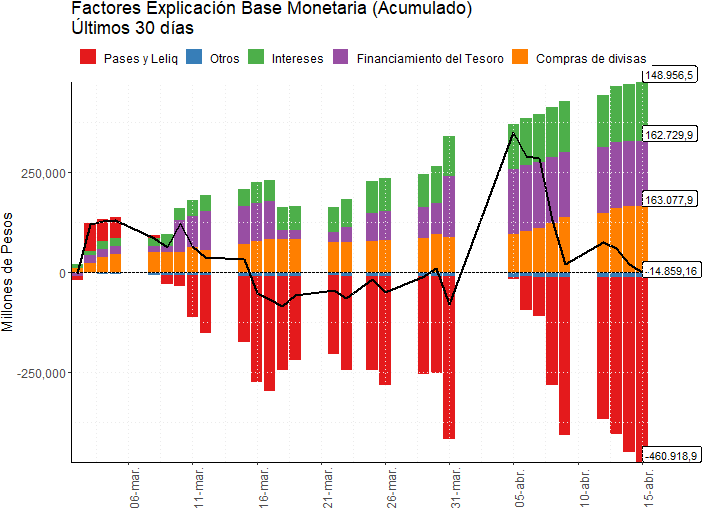 Factores Explicación Base Monetaria (Acumulado)
Últimos 30 días
Pases y Leliq
Otros
Intereses
Financiamiento del Tesoro
Compras de divisas
Millones de Pesos
250,000
0
-250,000
148.956,5
162.729,9
163.077,9
-14.859,16
-460.918,9
06-mar.
11-mar.
16-mar.
21-mar.
26-mar.
31-mar.
05-abr.
10-abr.
15-abr.